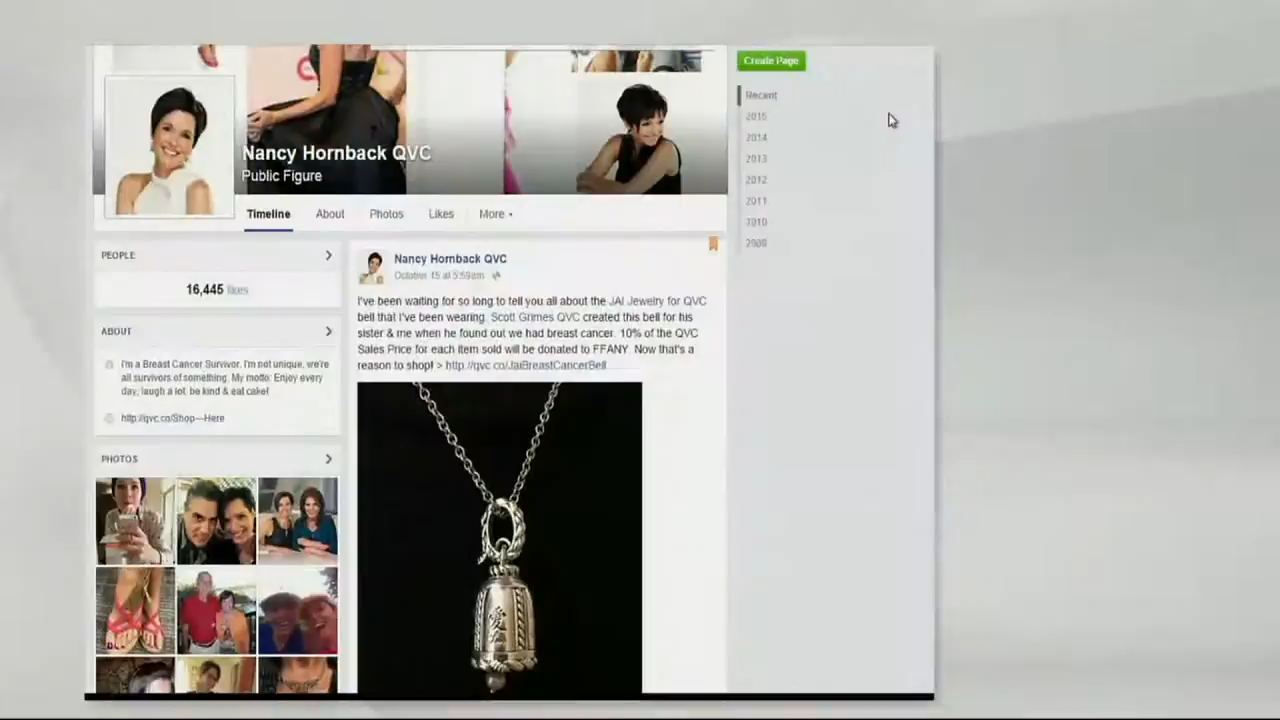 Create Page
Recent
2015
2014
2013
2012
2011
2010
2009
Nancy Hornback QVC
Public Figure
Timeline About Photos Likes More
PEOPLE
16,445 likes
ABOUT
I'm a Breast Cancer Survivor. I'm not unique, we're
all survivors of something. My motto: Enjoy every
day, laugh a lot, be kind & eat cake!
http://qvc.co/Shop---Here
PHOTOS
Nancy Hornback QVC
October 15 at 5:59am
I've been waiting for so long to tell you all about the JAI Jewelry for QVC
bell that I've been wearing. Scott Grimes QVC created this bell for his
sister & me when he found out we had breast cancer. 10% of the QVC
Sales Price for each item sold will be donated to FFANY. Now that's a
reason to shop! > http://qvc.co/JaiBreastCancerBell
愛